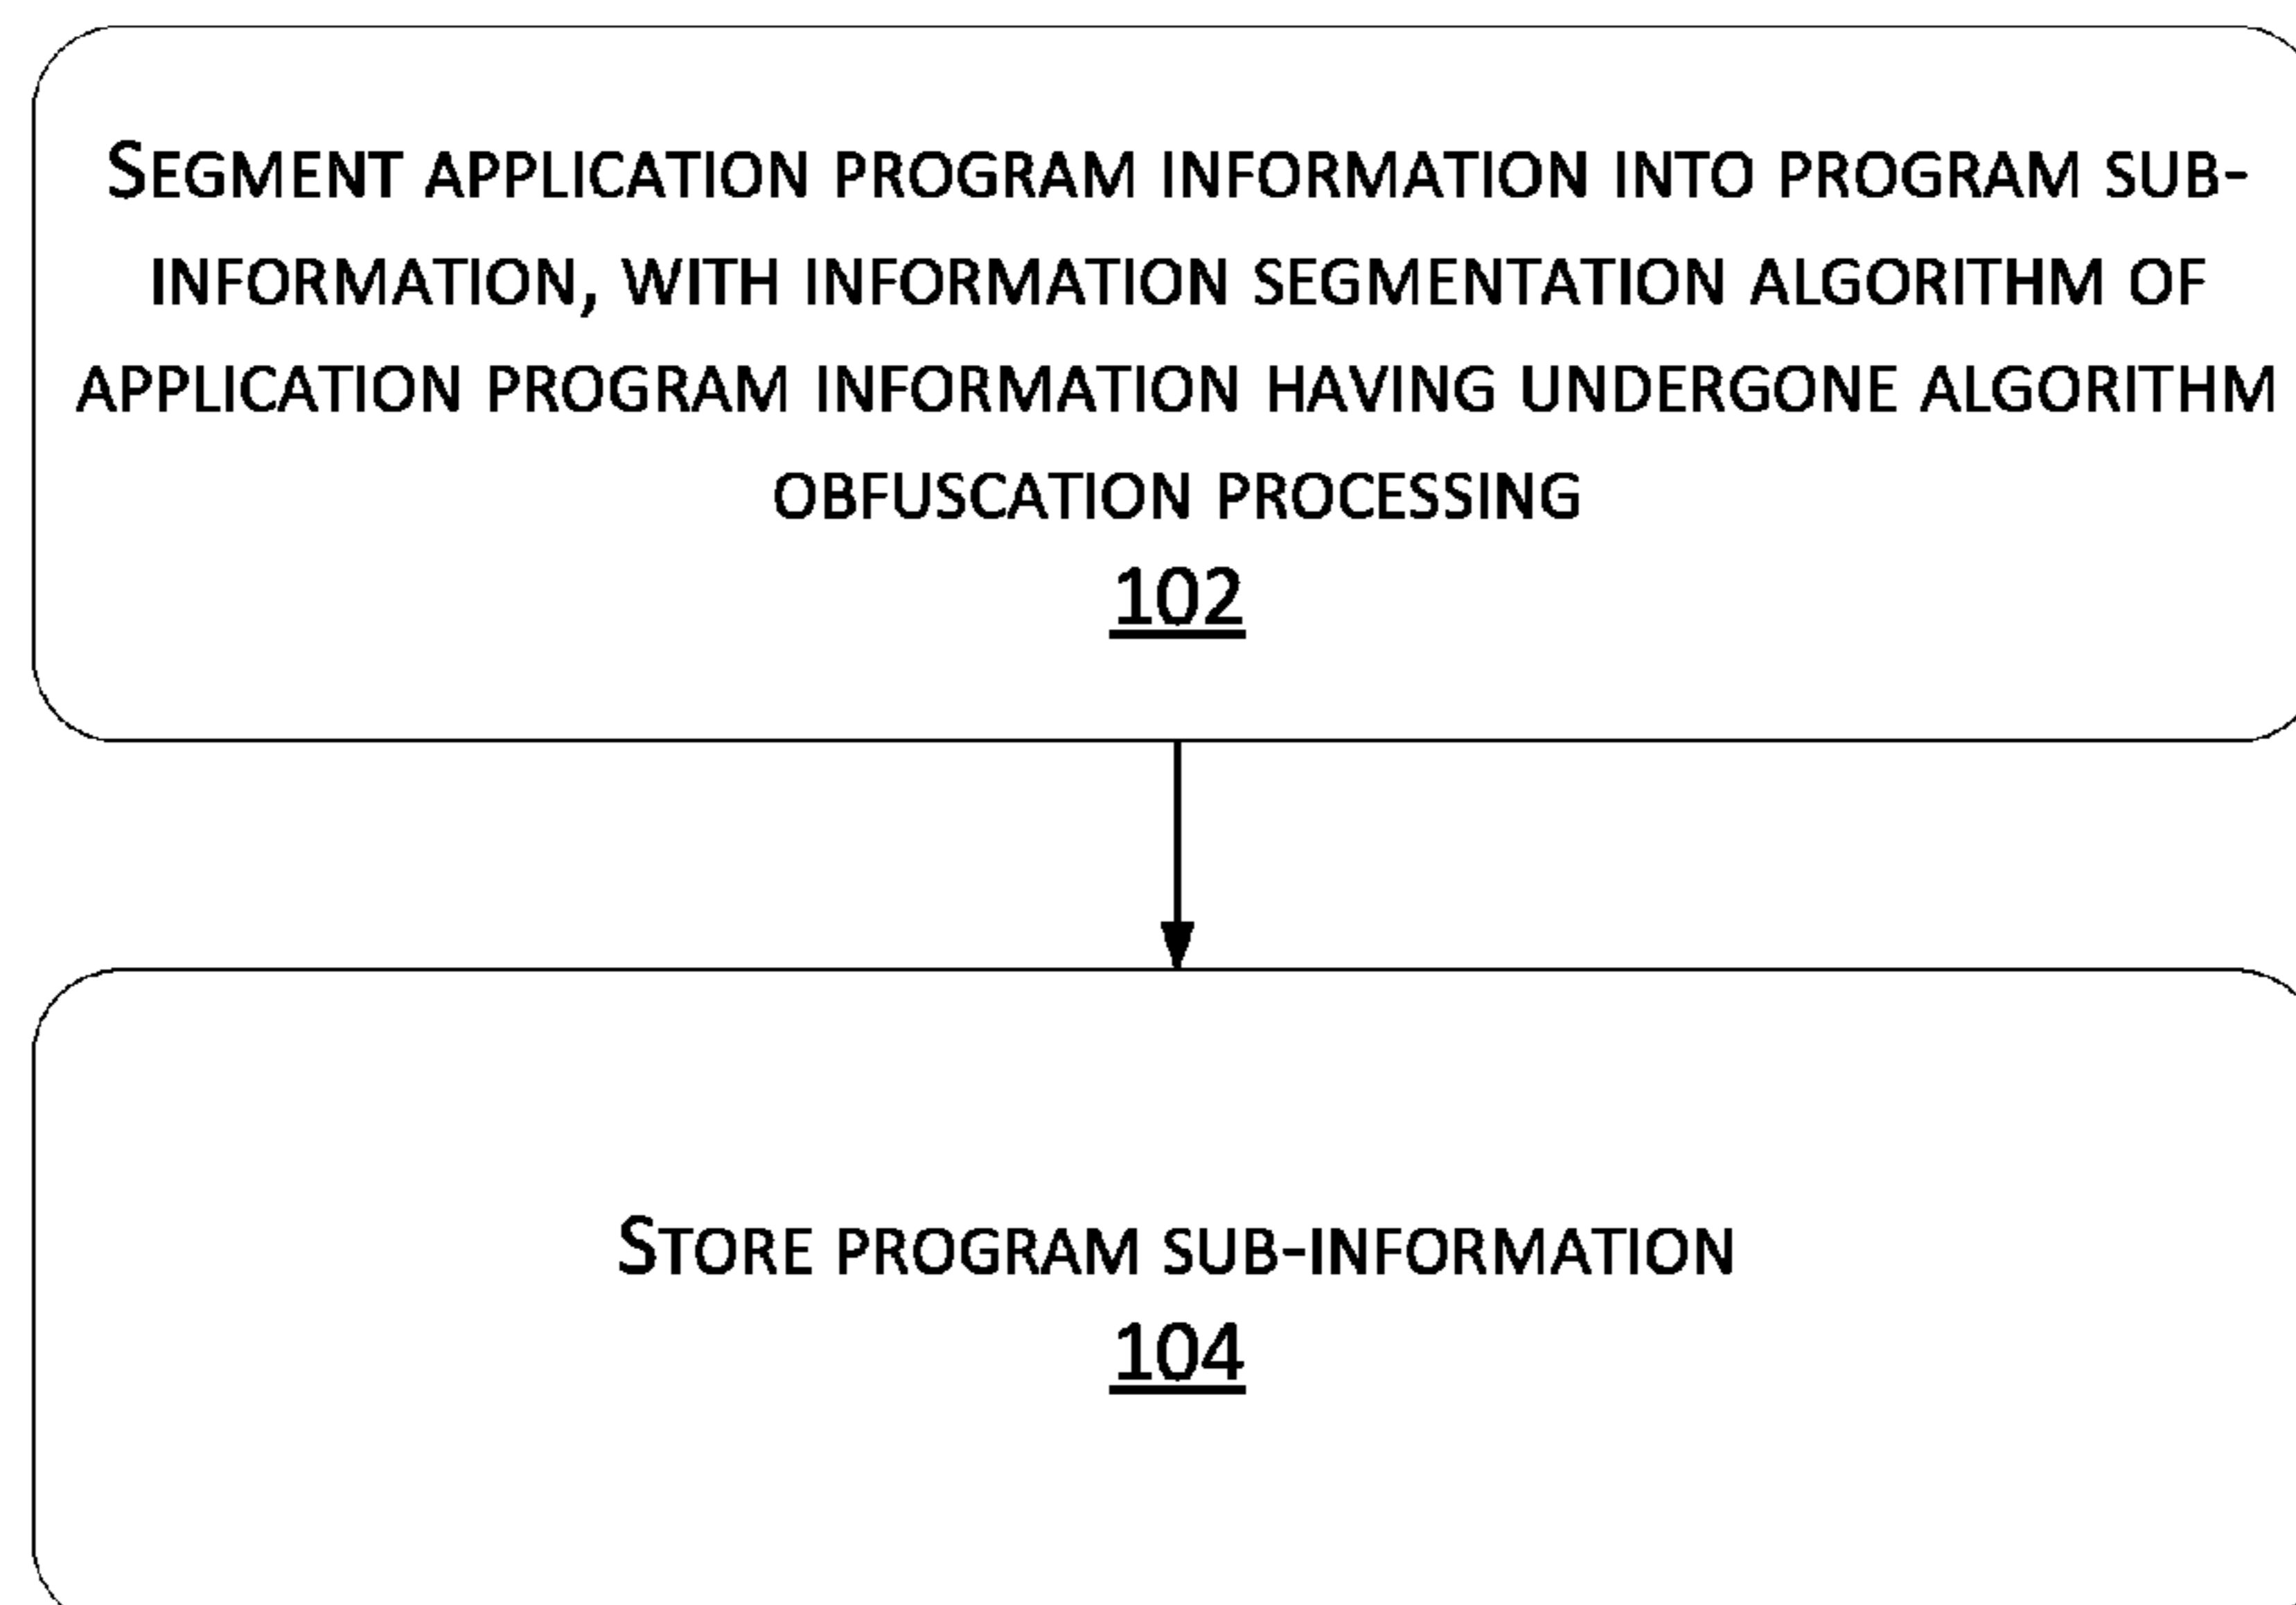 SEGMENT APPLICATION PROGRAM INFORMATION INTO PROGRAM SUB-
INFORMATION, WITH INFORMATION SEGMENTATION ALGORITHM OF
APPLICATION PROGRAM INFORMATION HAVING UNDERGONE ALGORITHM
OBFUSCATION PROCESSING
102
STORE PROGRAM SUB-INFORMATION
104